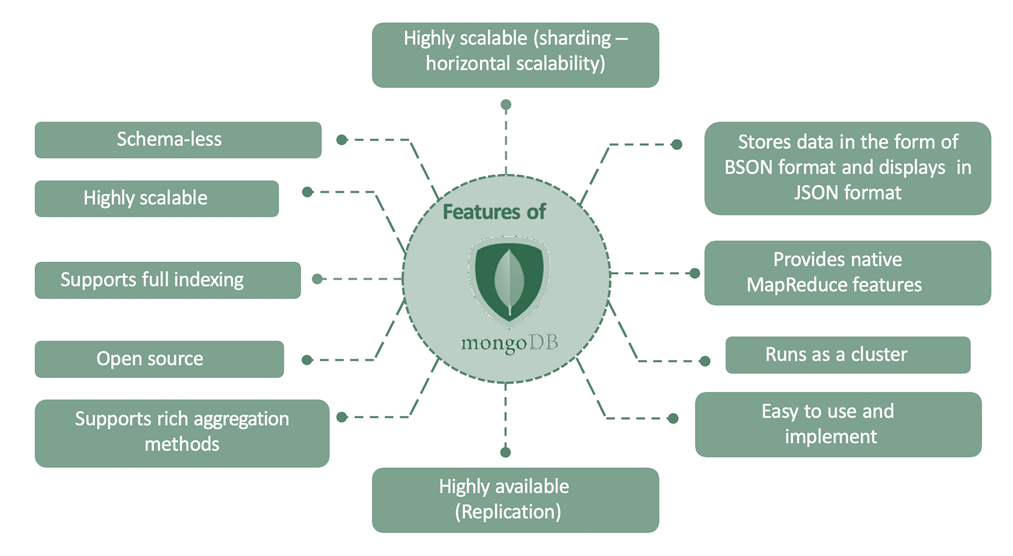 Highly scalable (sharding –
horizontal scalability)
Schema-less
Highly scalable
Supports full indexing
Open source
Supports rich aggregation
methods
Features of
mongoDB
Stores data in the form of
BSON format and displays in
JSON format
Provides native
MapReduce features
Runs as a cluster
Easy to use and
implement
Highly available
(Replication)